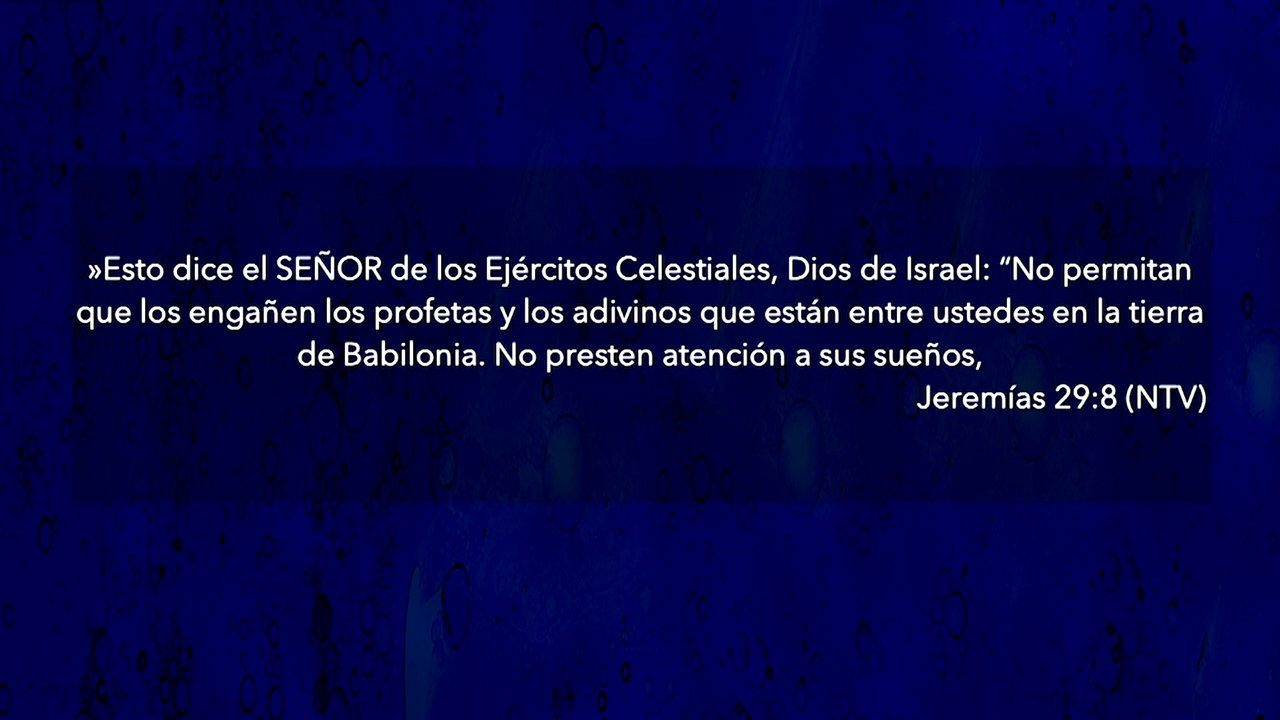 »Esto dice el SEÑOR de los Ejércitos Celestiales, Dios de Israel: “No permitan
que los engañen los profetas y los adivinos que están entre ustedes en la tierra
de Babilonia. No presten atención a sus sueños,
Jeremías 29:8 (NTV)